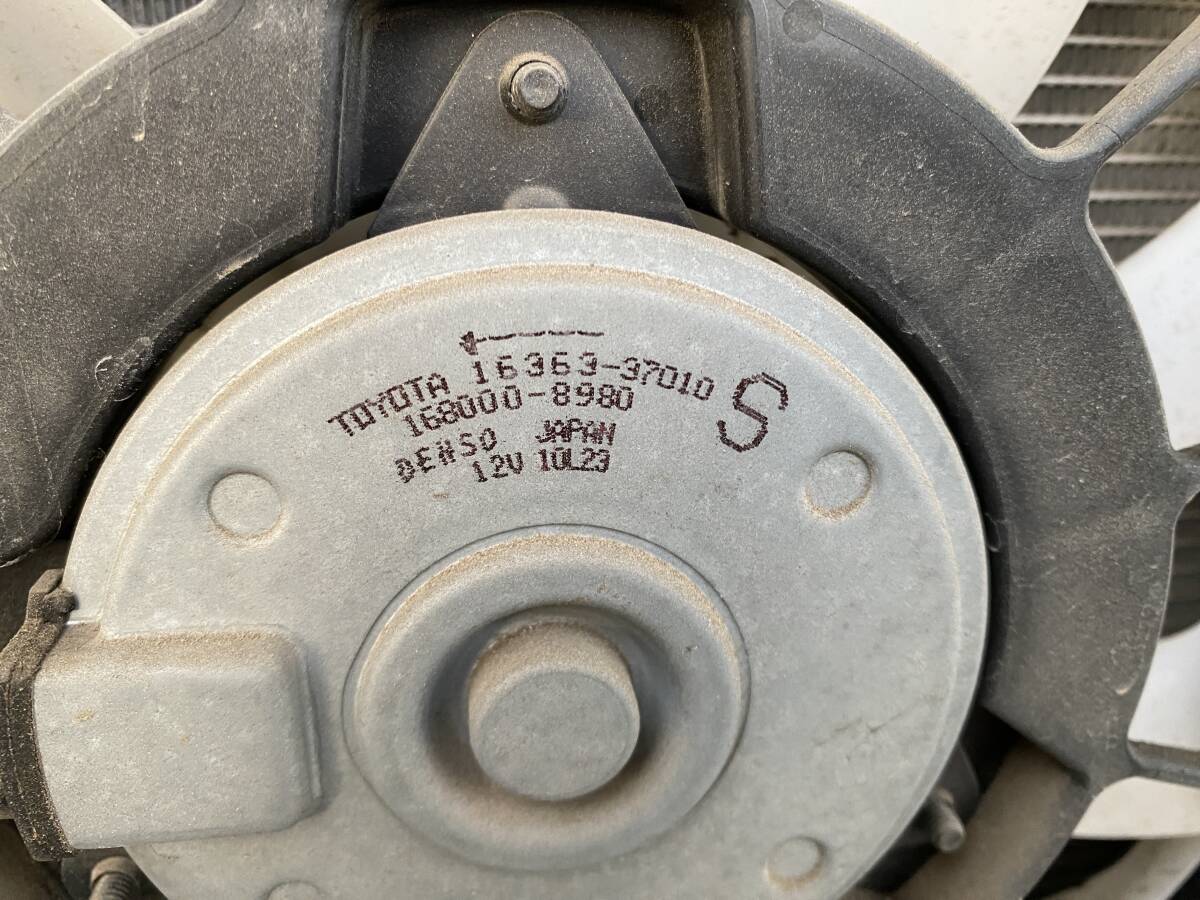 TOYOTA 16363-37010
168000-8980 S
DENSO JAPAN
12V 10L23